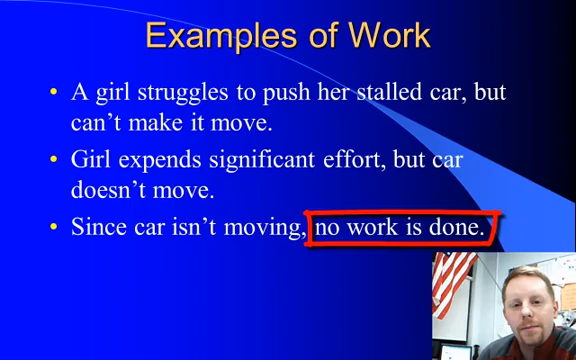 Examples of Work
• A girl struggles to push her stalled car, but
can't make it move.
• Girl expends significant effort, but car
doesn't move.
• Since car isn't moving, no work is done.